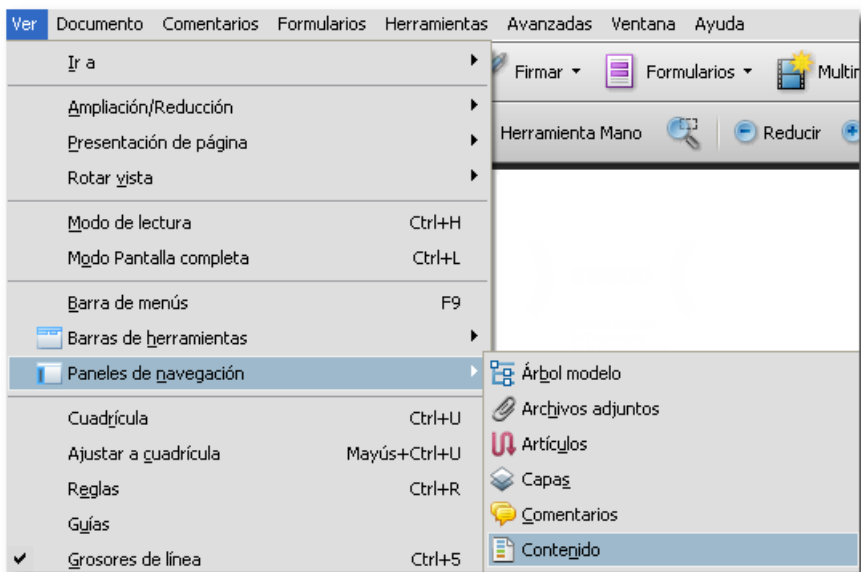 Ver Documento Comentarios Formularios Herramientas Avanzadas Ventana Ayuda
Ir a
Firmar Formularios
Ampliación/Reducción
Presentación de página
Herramienta Mano Reducir
Rotar vista
Modo de lectura Ctrl+H
Modo Pantalla completa Ctrl+L
Barra de menús F9
Barras de herramientas
Paneles de navegación
Árbol modelo
Archivos adjuntos
Artículos
Capas
Comentarios
Contenido
Cuadrícula Ctrl+U
Ajustar a cuadrícula Mayús+Ctrl+U
Reglas Ctrl+R
Guías
Grosores de línea Ctrl+5